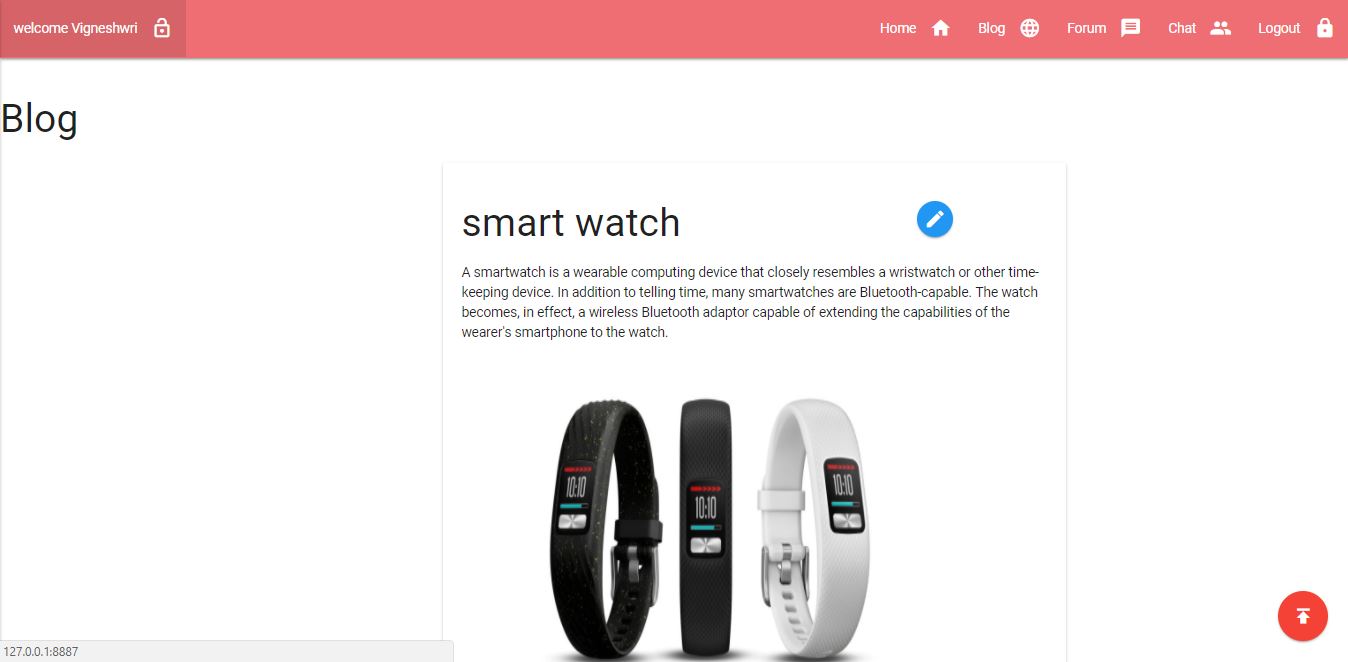 welcome Vigneshwri
Home Blog Forum Chat Logout
Blog
smart watch
A smartwatch is a wearable computing device that closely resembles a wristwatch or other time-
keeping device. In addition to telling time, many smartwatches are Bluetooth-capable. The watch
becomes, in effect, a wireless Bluetooth adaptor capable of extending the capabilities of the
wearer's smartphone to the watch.
10:10
10:10
10:10
127.0.0.1:8887